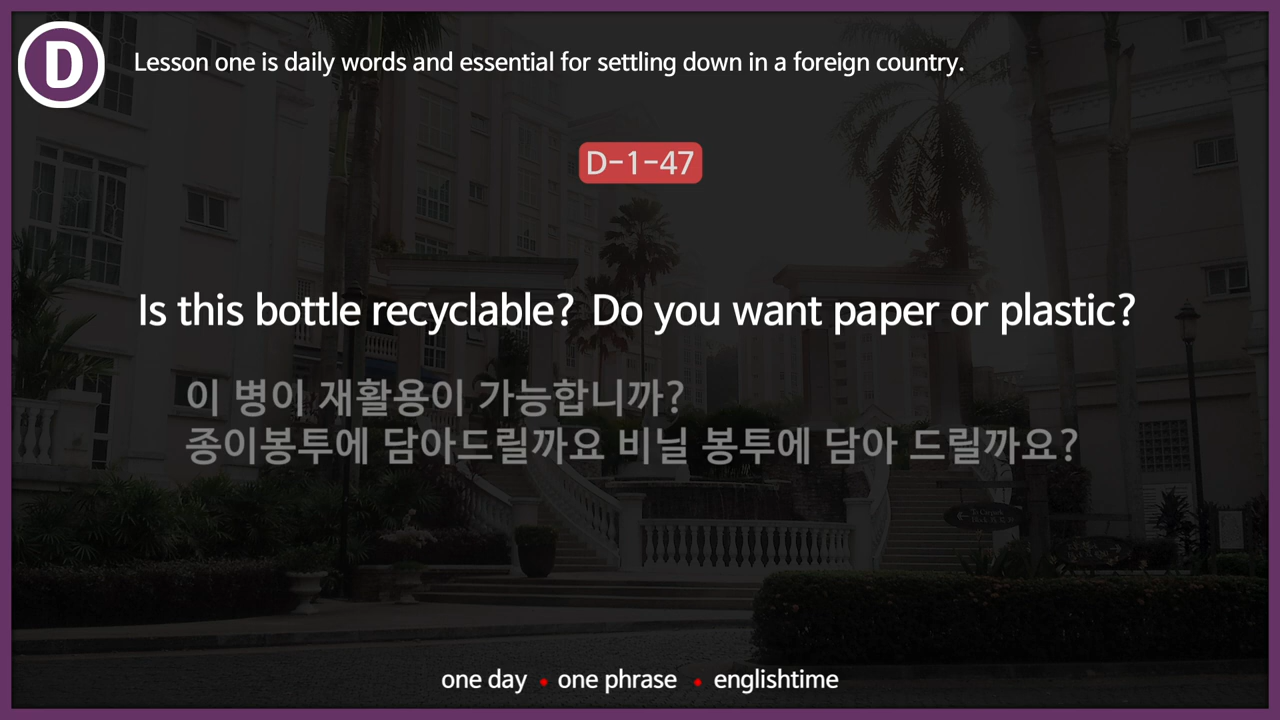 D
Lesson one is daily words and essential for settling down in a foreign country.
D-1-47
Is this bottle recyclable? Do you want paper or plastic?
이 병이 재활용이 가능합니까?
종이봉투에 담아드릴까요 비닐 봉투에 담아 드릴까요?
one day • one phrase • englishtime